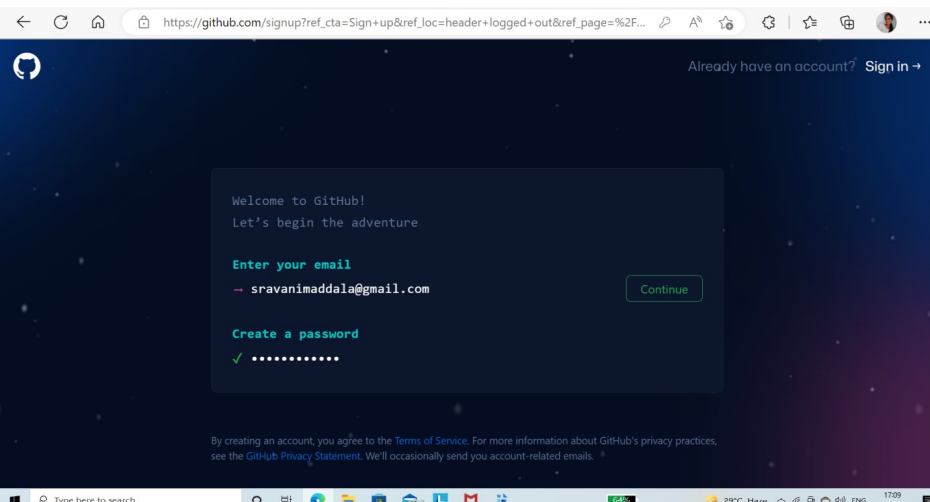 https://github.com/signup?ref_cta=Sign+up&ref_loc=header+logged+out&ref_page=%2F...
Already have an account? Sign in →
Welcome to GitHub!
Let's begin the adventure
Enter your email
→ sravanimaddala@gmail.com
Continue
Create a password
✓ ••••••••••••
By creating an account, you agree to the Terms of Service. For more information about GitHub's privacy practices,
see the GitHub Privacy Statement. We'll occasionally send you account-related emails.
Type here to search
64%
29°C Haze
ENG
17:09